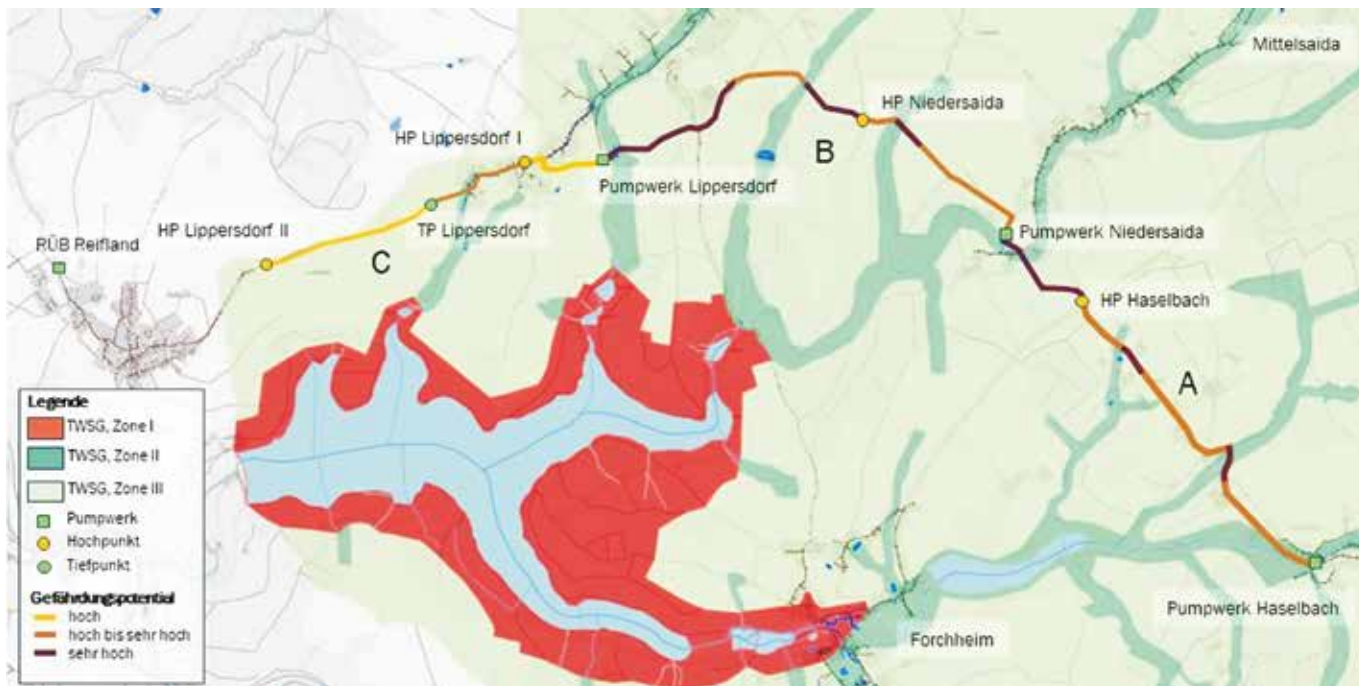 Mittelsaida
HP Niedersaida
HP Lippersdorf I
B
Pumpwerk Lippersdorf
HP Lippersdorf II
TP Lippersdorf
Pumpwerk Niedersaida
RÜB Reifland
C
HP Haselbach
A
Legende
TWSG, Zone I
TWSG, Zone II
TWSG, Zone III
Pumpwerk
Hochpunkt
Tiefpunkt
Gefährdungspotential
hoch
hoch bis sehr hoch
sehr hoch
Pumpwerk Haselbach
Forchheim